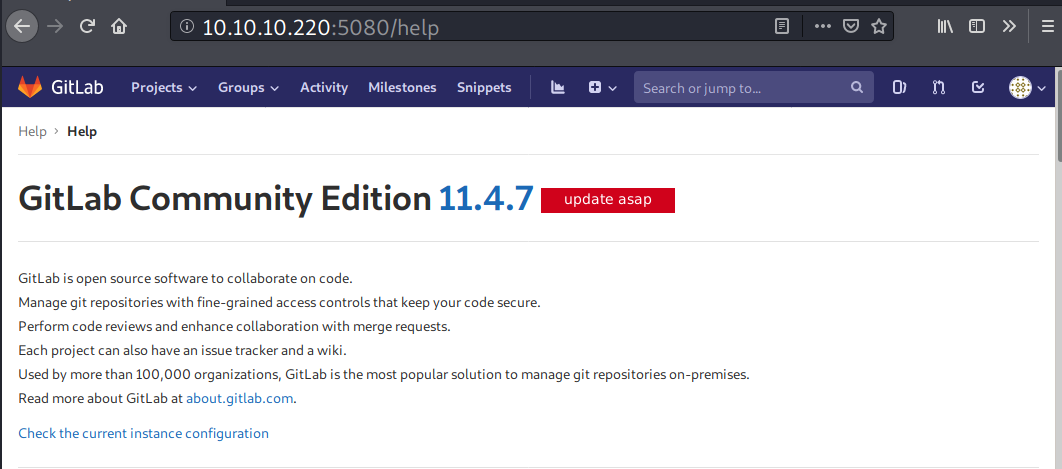 10.10.10.220:5080/help
GitLab Projects Groups Activity Milestones Snippets Search or jump to...
Help > Help
GitLab Community Edition 11.4.7 update asap
GitLab is open source software to collaborate on code.
Manage git repositories with fine-grained access controls that keep your code secure.
Perform code reviews and enhance collaboration with merge requests.
Each project can also have an issue tracker and a wiki.
Used by more than 100,000 organizations, GitLab is the most popular solution to manage git repositories on-premises.
Read more about GitLab at about.gitlab.com.
Check the current instance configuration